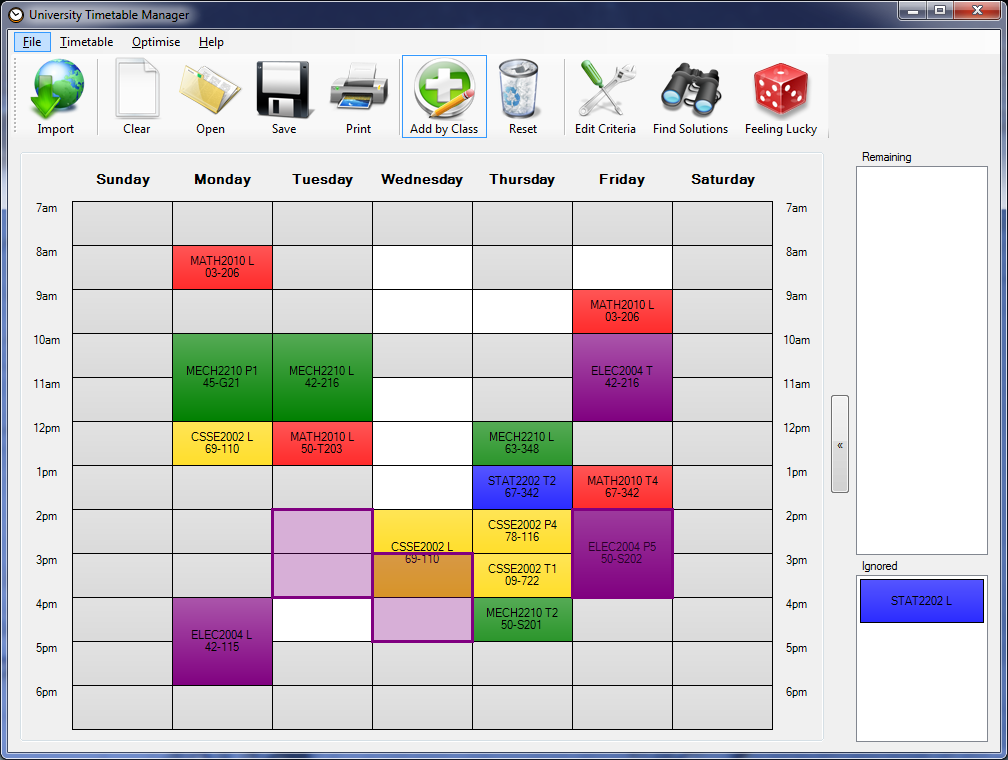 University Timetable Manager
File Timetable Optimise Help
Import Clear Open Save Print Add by Class Reset Edit Criteria Find Solutions Feeling Lucky
Remaining
Sunday Monday Tuesday Wednesday Thursday Friday Saturday
7am 7am
8am 8am
MATH2010 L
03-206
9am 9am
MATH2010 L
03-206
10am 10am
MECH2210 P1
45-G21
MECH2210 L
42-216
ELEC2004 T
42-216
11am 11am
12pm 12pm
CSSE2002 L
69-110
MATH2010 L
50-T203
MECH2210 L
63-348
1pm 1pm
STAT2202 T2
67-342
MATH2010 T4
67-342
«
2pm 2pm
CSSE2002 L
69-110
CSSE2002 P4
78-116
ELEC2004 P5
50-S202
3pm 3pm
CSSE2002 T1
09-722
Ignored
STAT2202 L
4pm 4pm
ELEC2004 L
42-115
MECH2210 T2
50-S201
5pm 5pm
6pm 6pm